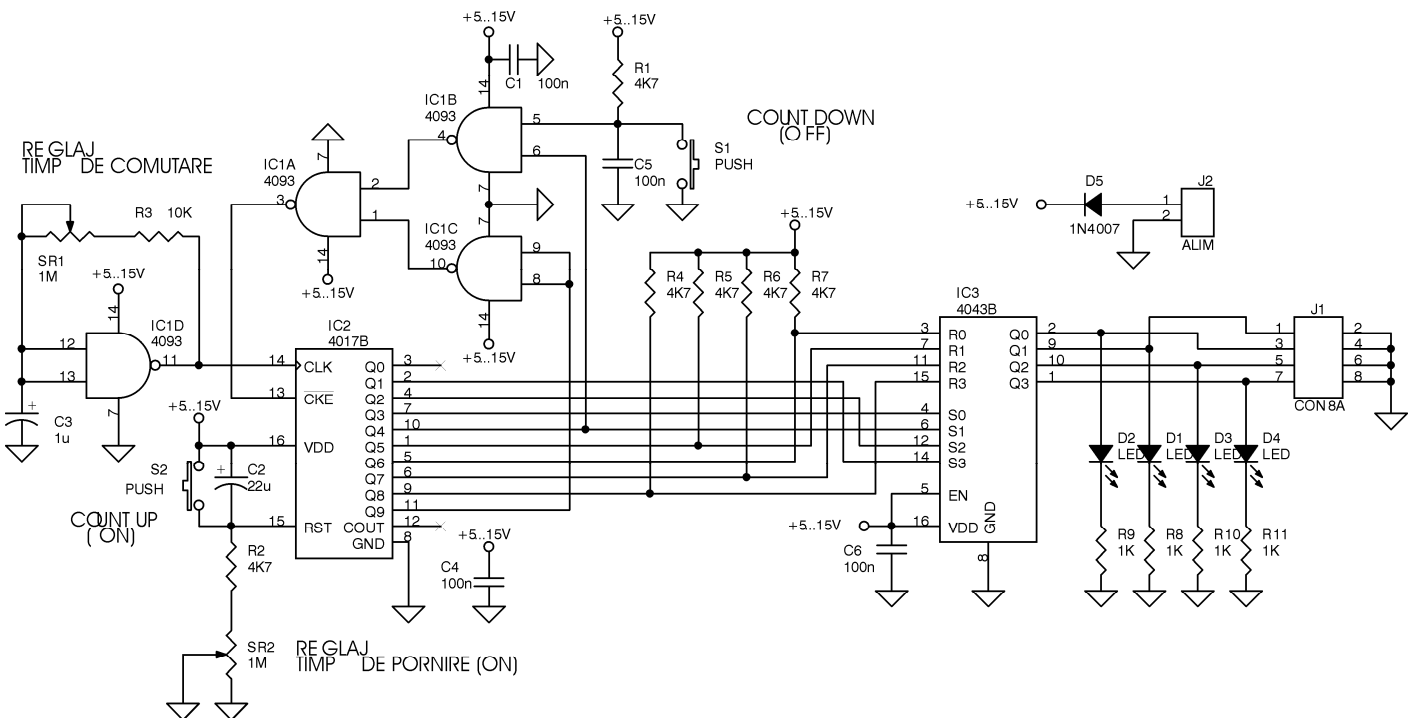 +5...15V
+5...15V
C1
100n
14
R1
4K7
IC1B
4093
4
5
6
7
COUNT DOWN
(OFF)
S1
PUSH
C5
100n
REGLAJ
TIMP DE COMUTARE
7
IC1A
4093
3
2
1
14
+5...15V
7
IC1C
4093
10
9
8
14
+5...15V
+5...15V
R4
4K7
R5
4K7
R6
4K7
R7
4K7
+5...15V
D5
1N4007
J2
1
2
ALIM
R3 10K
SR1
1M
+5...15V
14
IC1D
4093
12
13
11
7
C3
1u
+
IC2
4017B
14 CLK
13 CKE
16 VDD
15 RST
Q0 3
Q1 2
Q2 4
Q3 7
Q4 10
Q5 1
Q6 5
Q7 6
Q8 9
Q9 11
COUT 12
GND 8
+5...15V
S2
PUSH
+
C2
22u
COUNT UP
(ON)
R2
4K7
SR2
1M
REGLAJ
TIMP DE PORNIRE (ON)
+5...15V
C4
100n
IC3
4043B
3 R0
7 R1
11 R2
15 R3
4 S0
6 S1
12 S2
14 S3
5 EN
16 VDD
GND
8
Q0 2
Q1 9
Q2 10
Q3 1
+5...15V
C6
100n
J1
1 2
3 4
5 6
7 8
CON8A
D2
LED
D1
LED
D3
LED
D4
LED
R9
1K
R8
1K
R10
1K
R11
1K